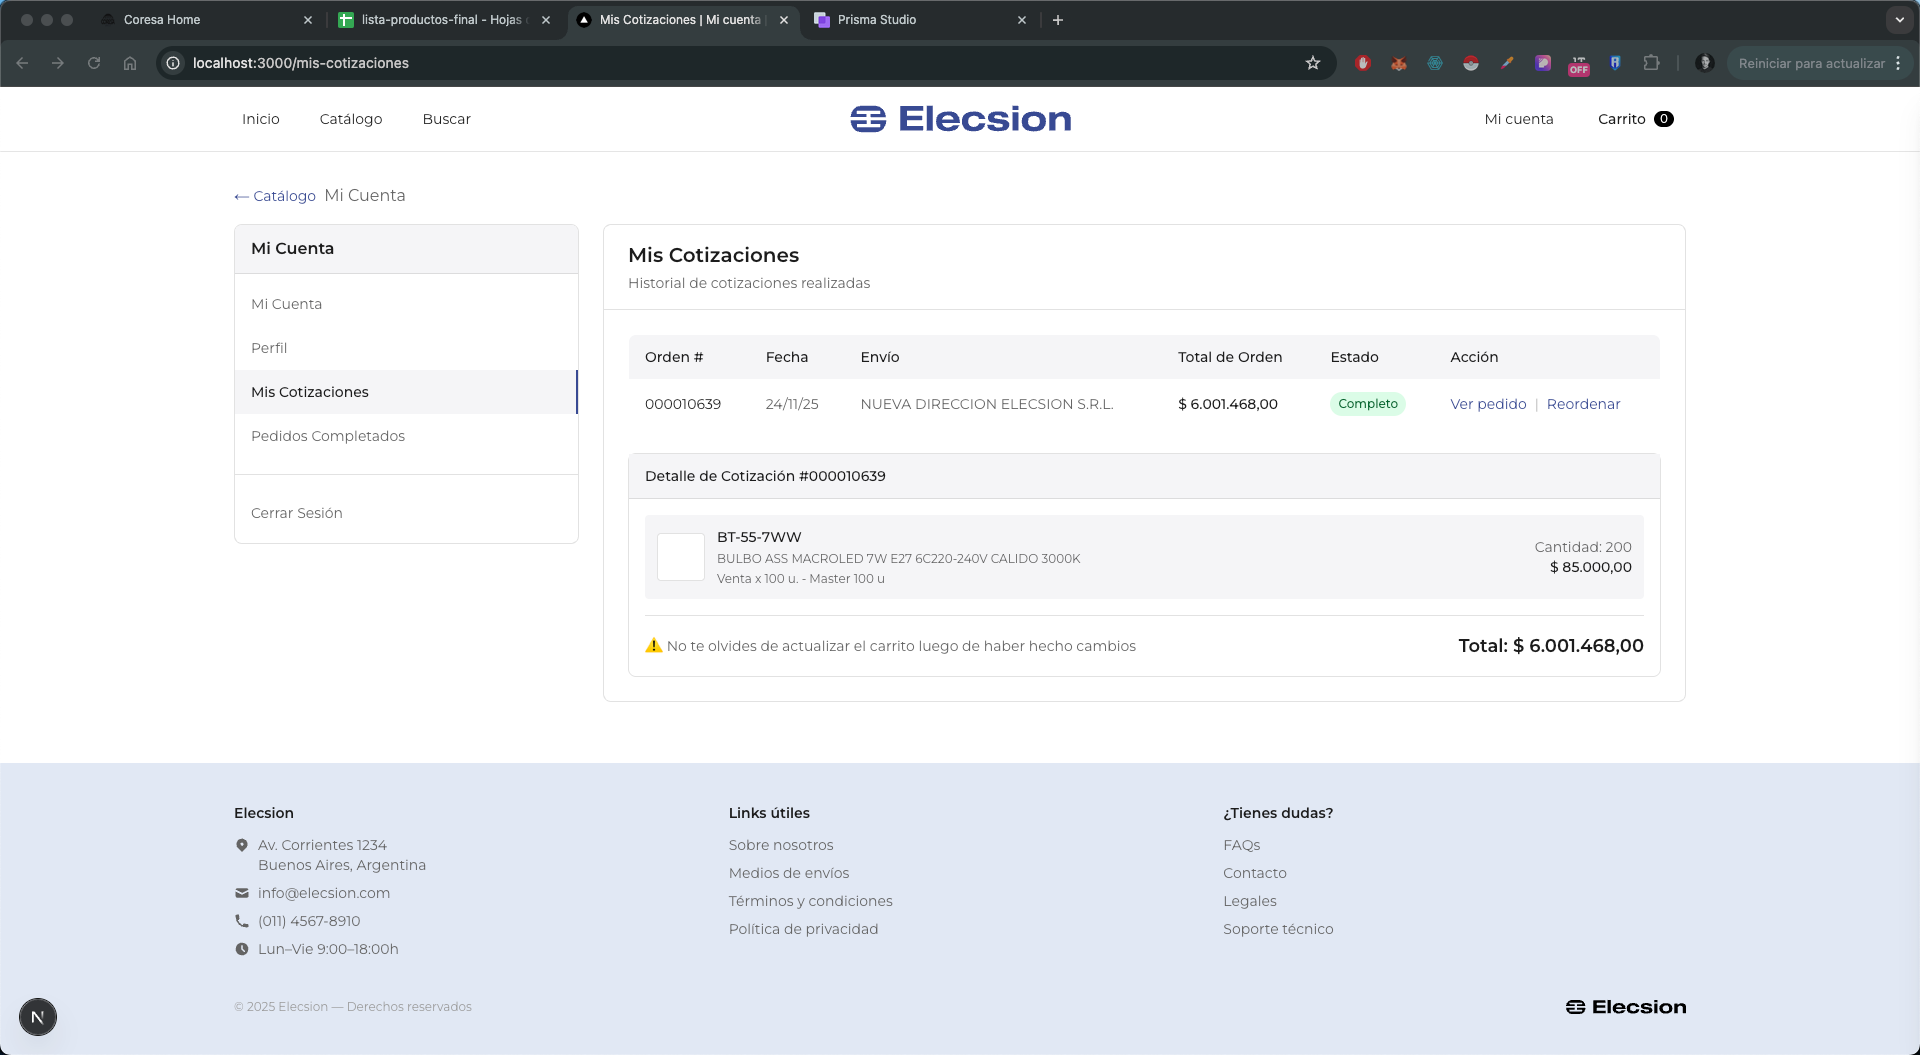 Coresa Home
lista-productos-final - Hojas
Mis Cotizaciones | Mi cuenta
Prisma Studio
localhost:3000/mis-cotizaciones
OFF
Reiniciar para actualizar
Inicio
Catálogo
Buscar
Elecsion
Mi cuenta
Carrito 0
← Catálogo Mi Cuenta
Mi Cuenta
Mi Cuenta
Perfil
Mis Cotizaciones
Pedidos Completados
Cerrar Sesión
Mis Cotizaciones
Historial de cotizaciones realizadas
Orden # Fecha Envío Total de Orden Estado Acción
000010639 24/11/25 NUEVA DIRECCION ELECSION S.R.L. $ 6.001.468,00 Completo Ver pedido | Reordenar
Detalle de Cotización #000010639
BT-55-7WW
BULBO ASS MACROLED 7W E27 6C220-240V CALIDO 3000K
Venta x 100 u. - Master 100 u
Cantidad: 200
$ 85.000,00
⚠️ No te olvides de actualizar el carrito luego de haber hecho cambios
Total: $ 6.001.468,00
Elecsion
Av. Corrientes 1234
Buenos Aires, Argentina
info@elecsion.com
(011) 4567-8910
Lun–Vie 9:00–18:00h
Links útiles
Sobre nosotros
Medios de envíos
Términos y condiciones
Política de privacidad
¿Tienes dudas?
FAQs
Contacto
Legales
Soporte técnico
© 2025 Elecsion — Derechos reservados
Elecsion
N